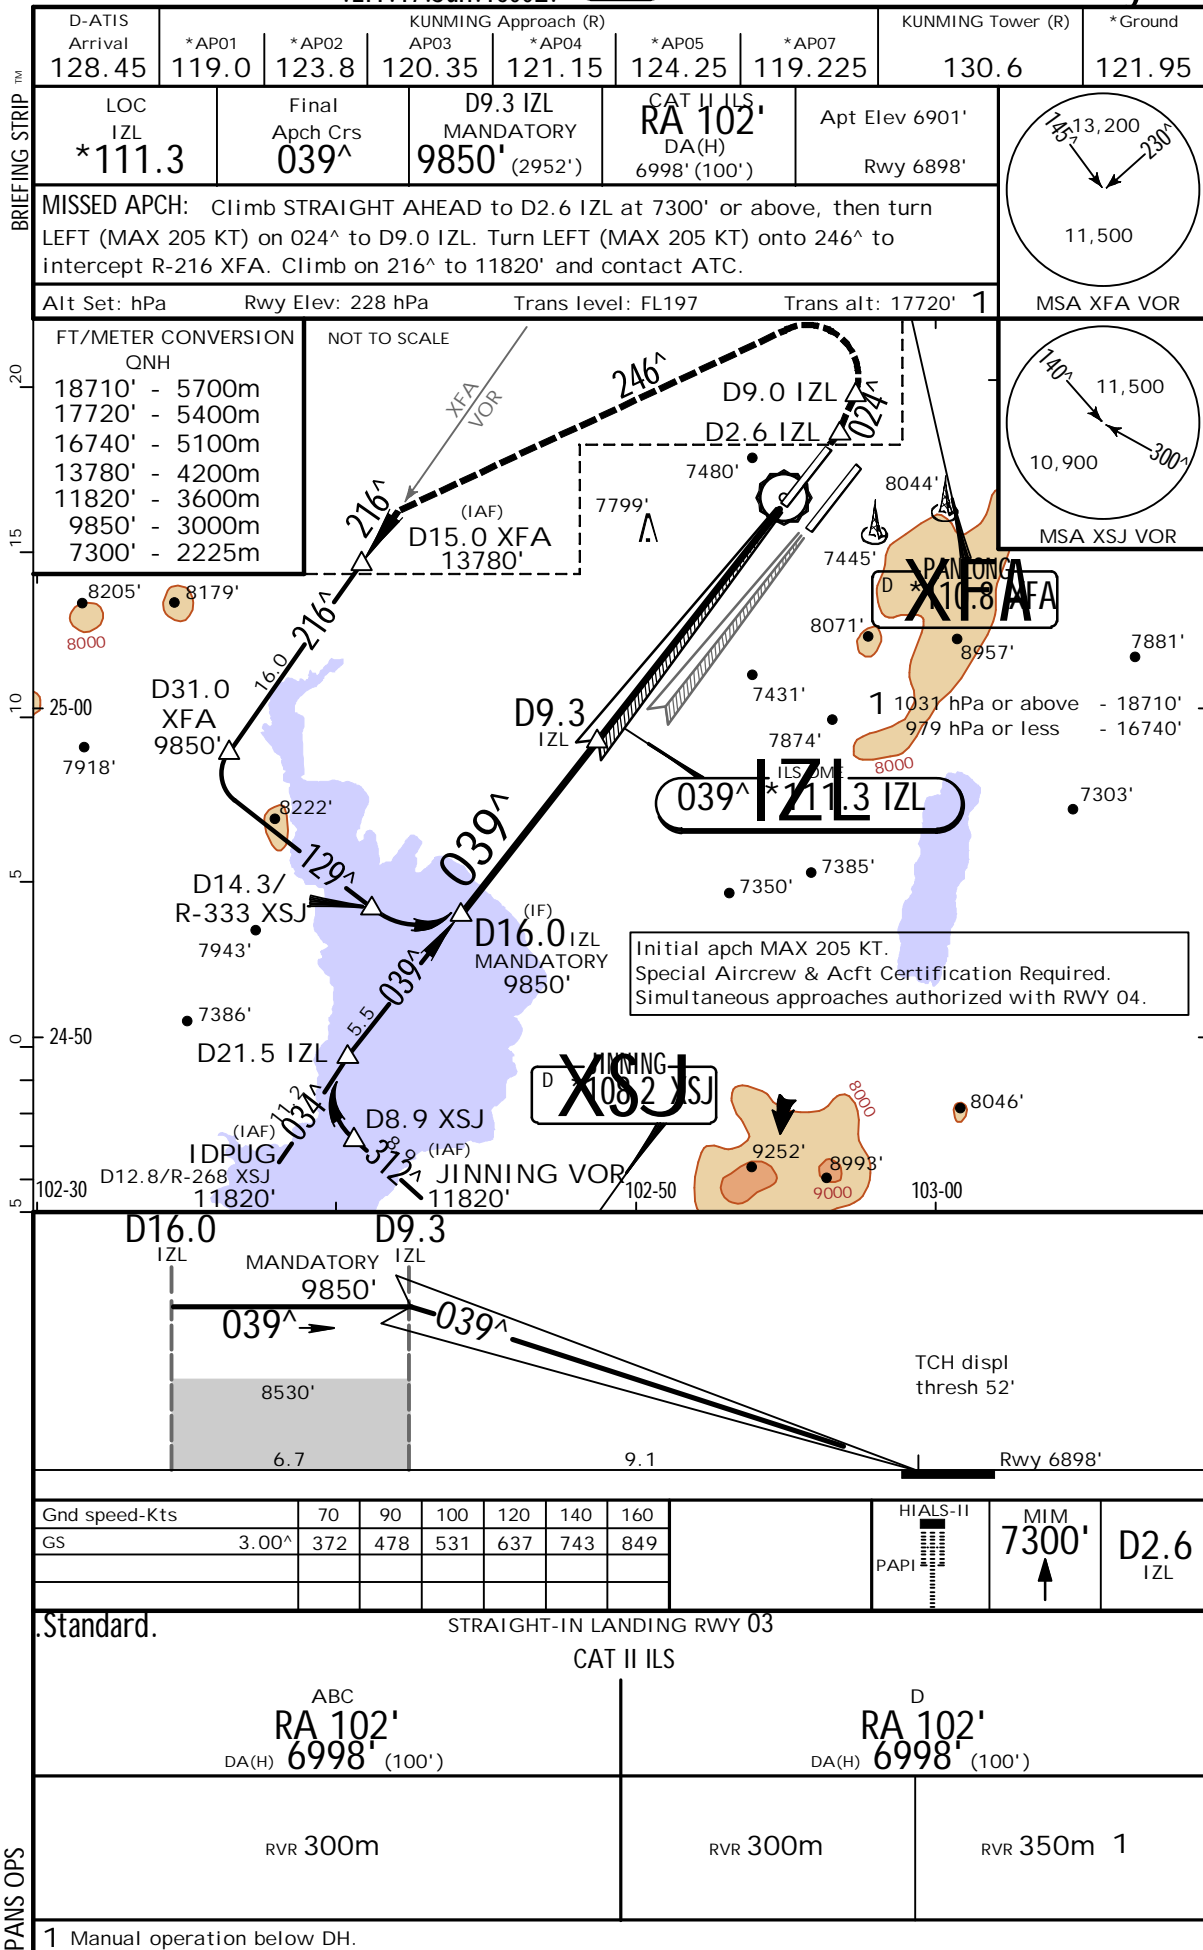 D-ATIS
Arrival
128.45
KUNMING Approach (R)
*AP01
119.0
*AP02
123.8
AP03
120.35
*AP04
121.15
*AP05
124.25
*AP07
119.225
KUNMING Tower (R)
130.6
*Ground
121.95
BRIEFING STRIP ™
LOC
IZL
*111.3
Final
Apch Crs
039^
D9.3 IZL
MANDATORY
9850' (2952')
CAT II ILS
RA 102'
DA(H)
6998' (100')
Apt Elev 6901'
Rwy 6898'
MISSED APCH: Climb STRAIGHT AHEAD to D2.6 IZL at 7300' or above, then turn
LEFT (MAX 205 KT) on 024^ to D9.0 IZL. Turn LEFT (MAX 205 KT) onto 246^ to
intercept R-216 XFA. Climb on 216^ to 11820' and contact ATC.
Alt Set: hPa Rwy Elev: 228 hPa Trans level: FL197 Trans alt: 17720' 1
145^
13,200
230^
11,500
MSA XFA VOR
140^
11,500
10,900
300^
MSA XSJ VOR
FT/METER CONVERSION
QNH
18710' - 5700m
17720' - 5400m
16740' - 5100m
13780' - 4200m
11820' - 3600m
9850' - 3000m
7300' - 2225m
NOT TO SCALE
XFA
VOR
246^
D9.0 IZL
024^
D2.6 IZL
7480'
7799'
8044'
7445'
216^
(IAF)
D15.0 XFA
13780'
8205'
8179'
8000
216^
16.0
PANLONG
XFA
D *110.8 XFA
8071'
8957'
7881'
7431'
D31.0
XFA
9850'
D9.3
IZL
1 1031 hPa or above - 18710'
979 hPa or less - 16740'
7874'
8000
25-00
7918'
ILS DME
IZL
039^ *111.3 IZL
7303'
8222'
039^
129^
7385'
7350'
D14.3/
R-333 XSJ
7943'
(IF)
D16.0 IZL
MANDATORY
9850'
Initial apch MAX 205 KT.
Special Aircrew & Acft Certification Required.
Simultaneous approaches authorized with RWY 04.
039^
5.5
7386'
24-50
D21.5 IZL
JINNING
XSJ
D *108.2 XSJ
11.2
034^
D8.9 XSJ
8.9
312^
(IAF)
IDPUG
D12.8/R-268 XSJ
11820'
(IAF)
JINNING VOR
11820'
8000
8046'
9252'
8993'
9000
102-30
102-50
103-00
20
15
10
5
0
5
D16.0
IZL
D9.3
IZL
MANDATORY
9850'
039^
039^
8530'
6.7
9.1
TCH displ
thresh 52'
Rwy 6898'
Gnd speed-Kts 70 90 100 120 140 160
GS 3.00^ 372 478 531 637 743 849
HIALS-II
PAPI
MIM
7300'
D2.6
IZL
.Standard.
STRAIGHT-IN LANDING RWY 03
CAT II ILS
ABC
RA 102'
DA(H) 6998' (100')
D
RA 102'
DA(H) 6998' (100')
RVR 300m
RVR 300m
RVR 350m 1
PANS OPS
1 Manual operation below DH.